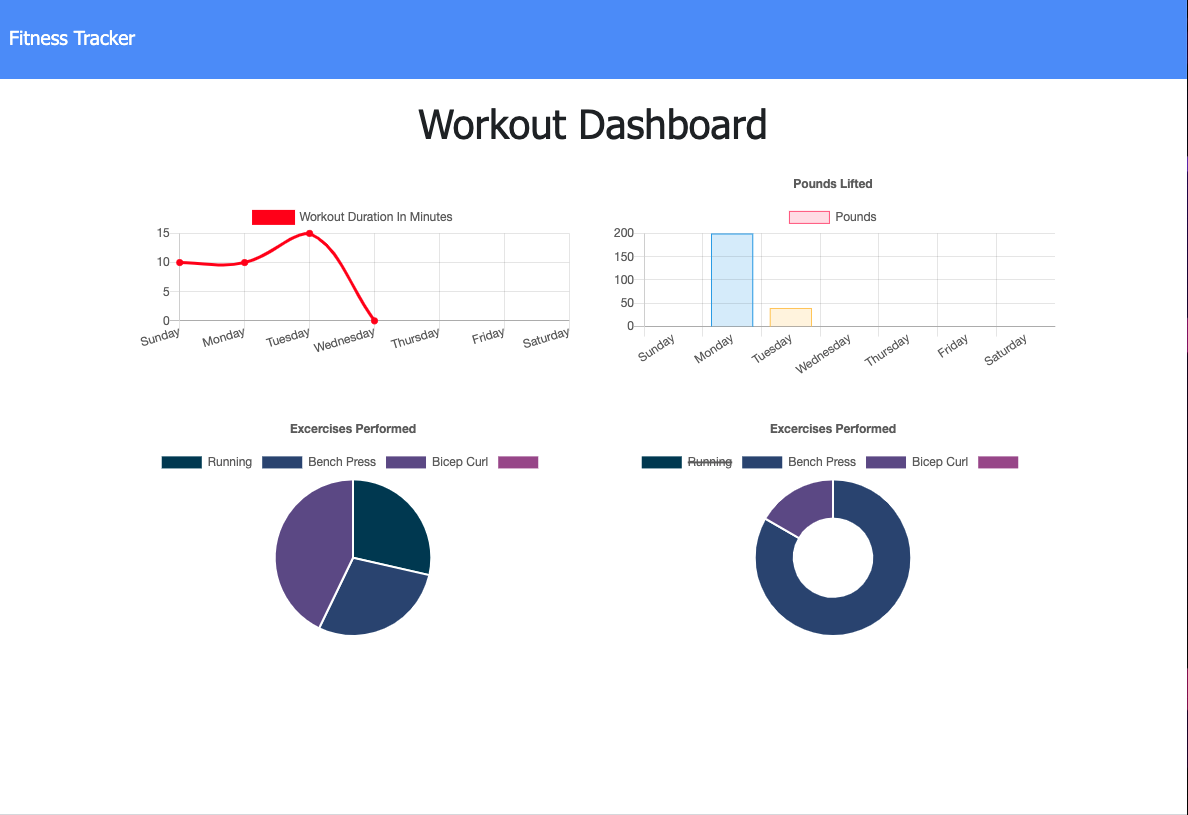 Fitness Tracker
Workout Dashboard
Workout Duration In Minutes
15
10
5
0
Sunday Monday Tuesday Wednesday Thursday Friday Saturday
Pounds Lifted
Pounds
200
150
100
50
0
Sunday Monday Tuesday Wednesday Thursday Friday Saturday
Excercises Performed
Running Bench Press Bicep Curl
Excercises Performed
Running Bench Press Bicep Curl